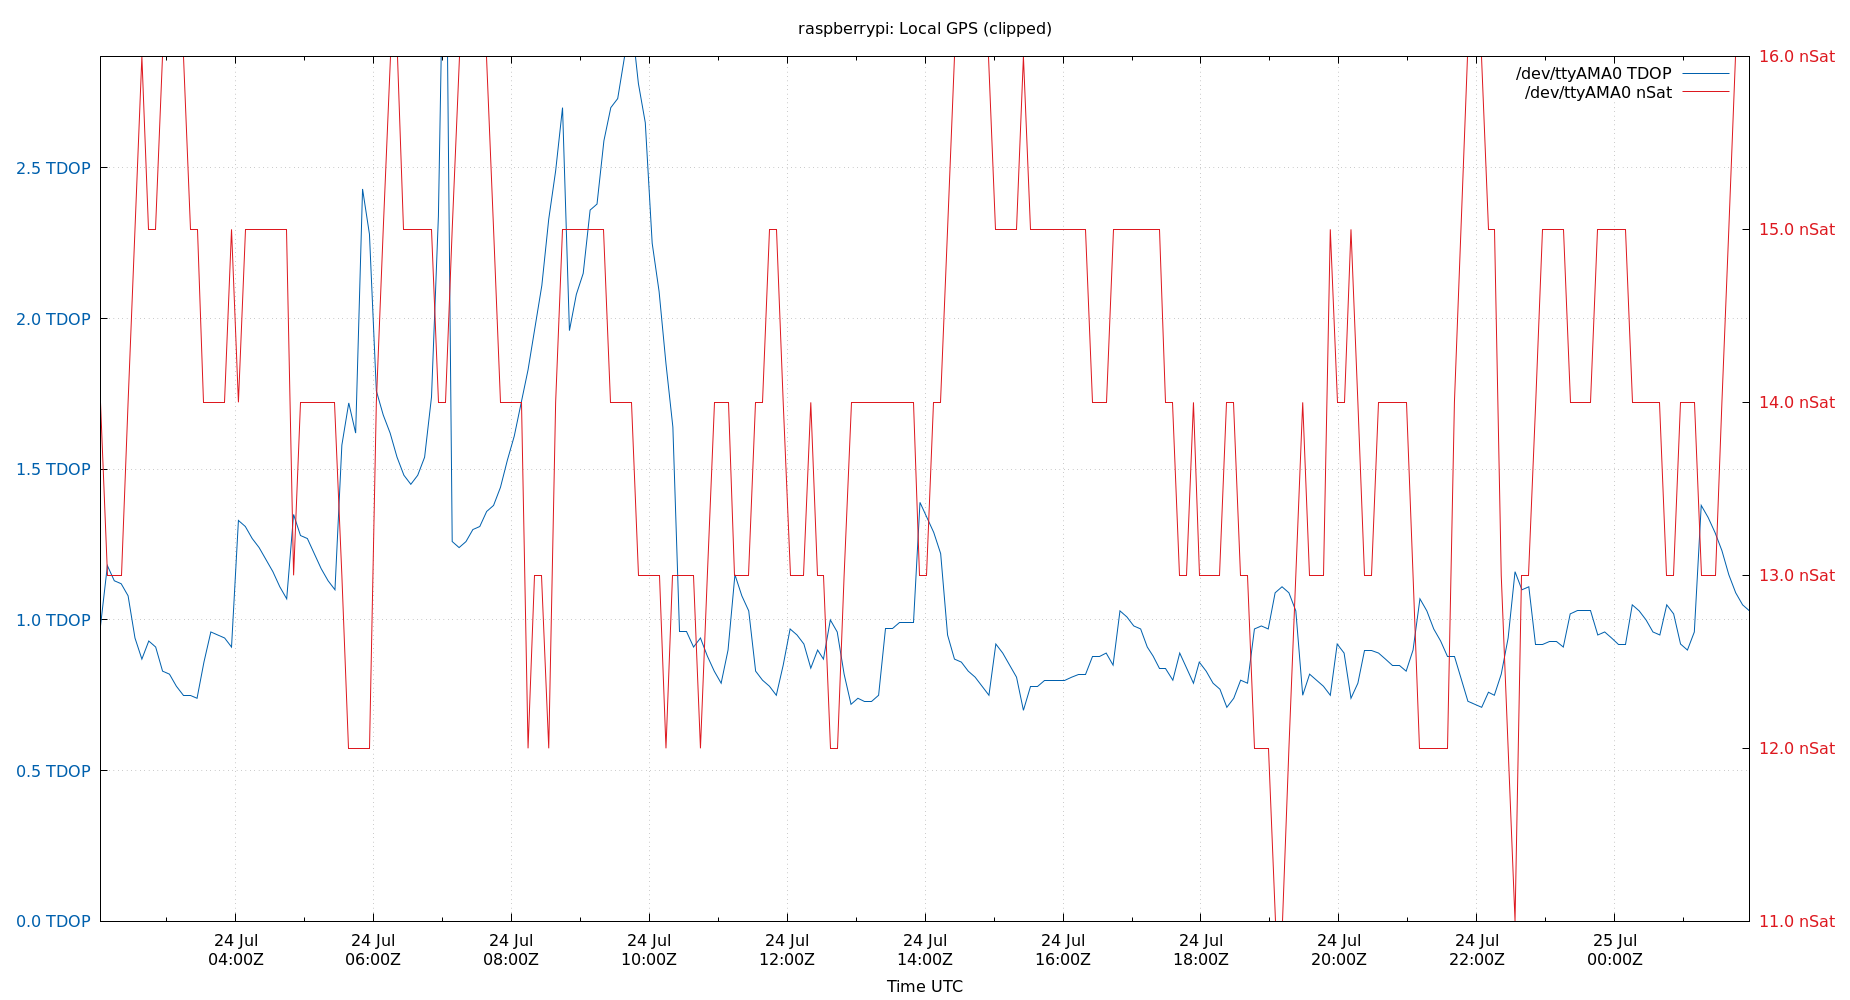 raspberrypi: Local GPS (clipped)
/dev/ttyAMA0 TDOP
/dev/ttyAMA0 nSat
2.5 TDOP
2.0 TDOP
1.5 TDOP
1.0 TDOP
0.5 TDOP
0.0 TDOP
16.0 nSat
15.0 nSat
14.0 nSat
13.0 nSat
12.0 nSat
11.0 nSat
24 Jul 24 Jul 24 Jul 24 Jul 24 Jul 24 Jul 24 Jul 24 Jul 24 Jul 24 Jul 25 Jul
04:00Z 06:00Z 08:00Z 10:00Z 12:00Z 14:00Z 16:00Z 18:00Z 20:00Z 22:00Z 00:00Z
Time UTC